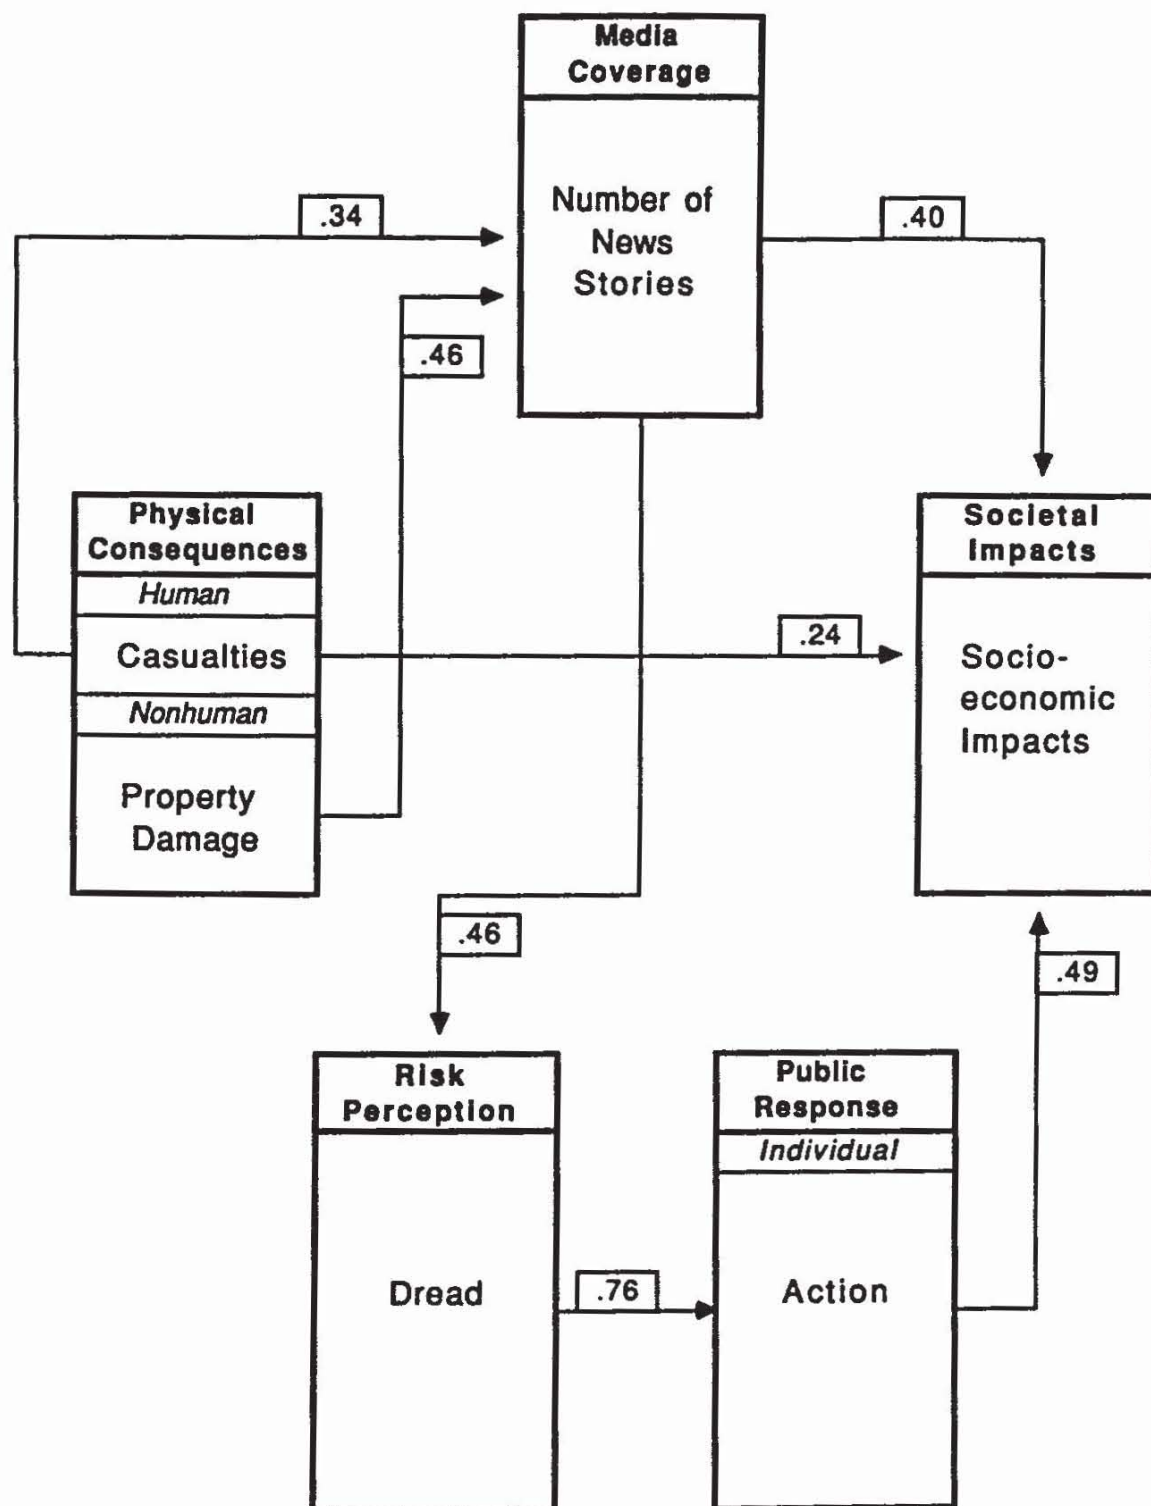 Media
Coverage
Number of
News
Stories
.34
.40
.46
Physical
Consequences
Human
Casualties
Nonhuman
Property
Damage
.24
Societal
Impacts
Socio-
economic
Impacts
.46
.49
Risk
Perception
Dread
.76
Public
Response
Individual
Action